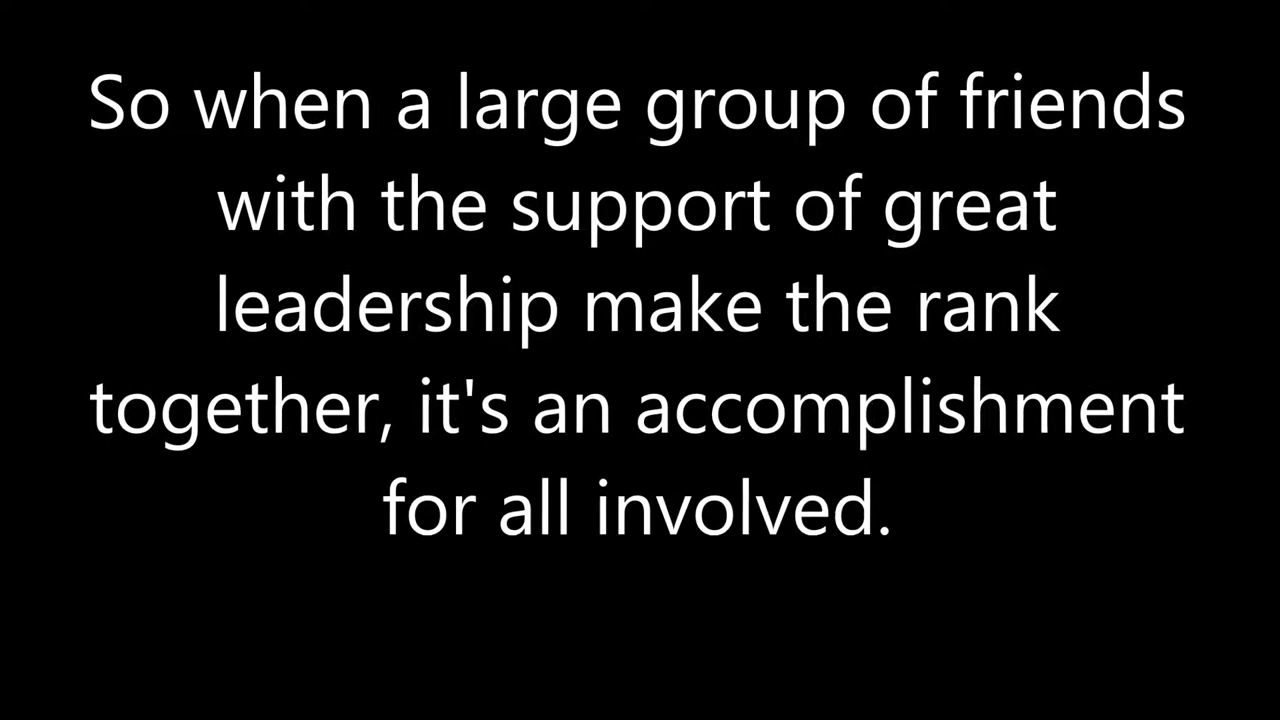 So when a large group of friends
with the support of great
leadership make the rank
together, it's an accomplishment
for all involved.